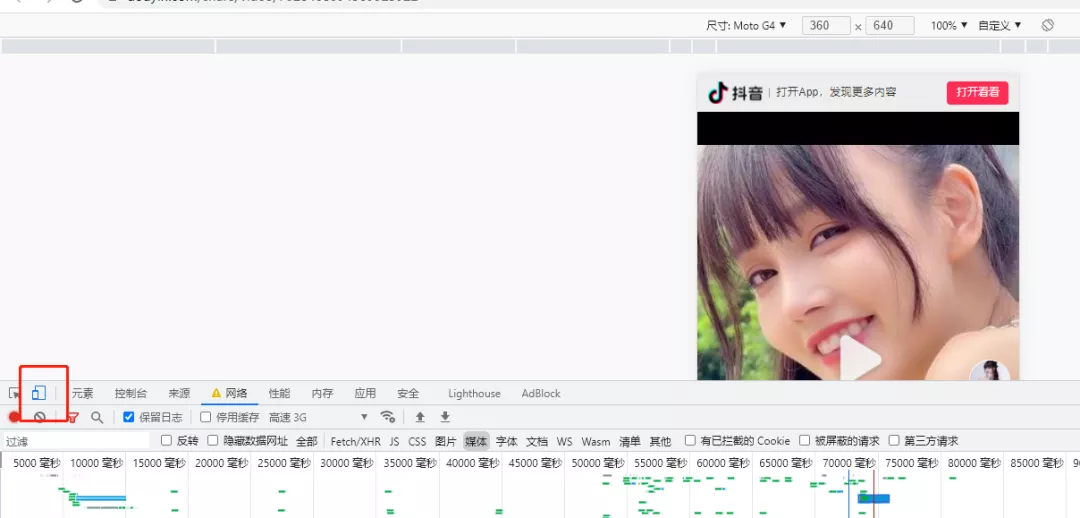 尺寸: Moto G4 ▼ 360 x 640 100% ▼ 自定义 ▼
抖音 | 打开App，发现更多内容 打开看看
元素 控制台 来源 网络 性能 内存 应用 安全 Lighthouse AdBlock
保留日志 停用缓存 高速 3G ▼
过滤 反转 隐藏数据网址 全部 Fetch/XHR JS CSS 图片 媒体 字体 文档 WS Wasm 清单 其他 有已拦截的 Cookie 被屏蔽的请求 第三方请求
5000 毫秒 10000 毫秒 15000 毫秒 20000 毫秒 25000 毫秒 30000 毫秒 35000 毫秒 40000 毫秒 45000 毫秒 50000 毫秒 55000 毫秒 60000 毫秒 65000 毫秒 70000 毫秒 75000 毫秒 80000 毫秒 85000 毫秒